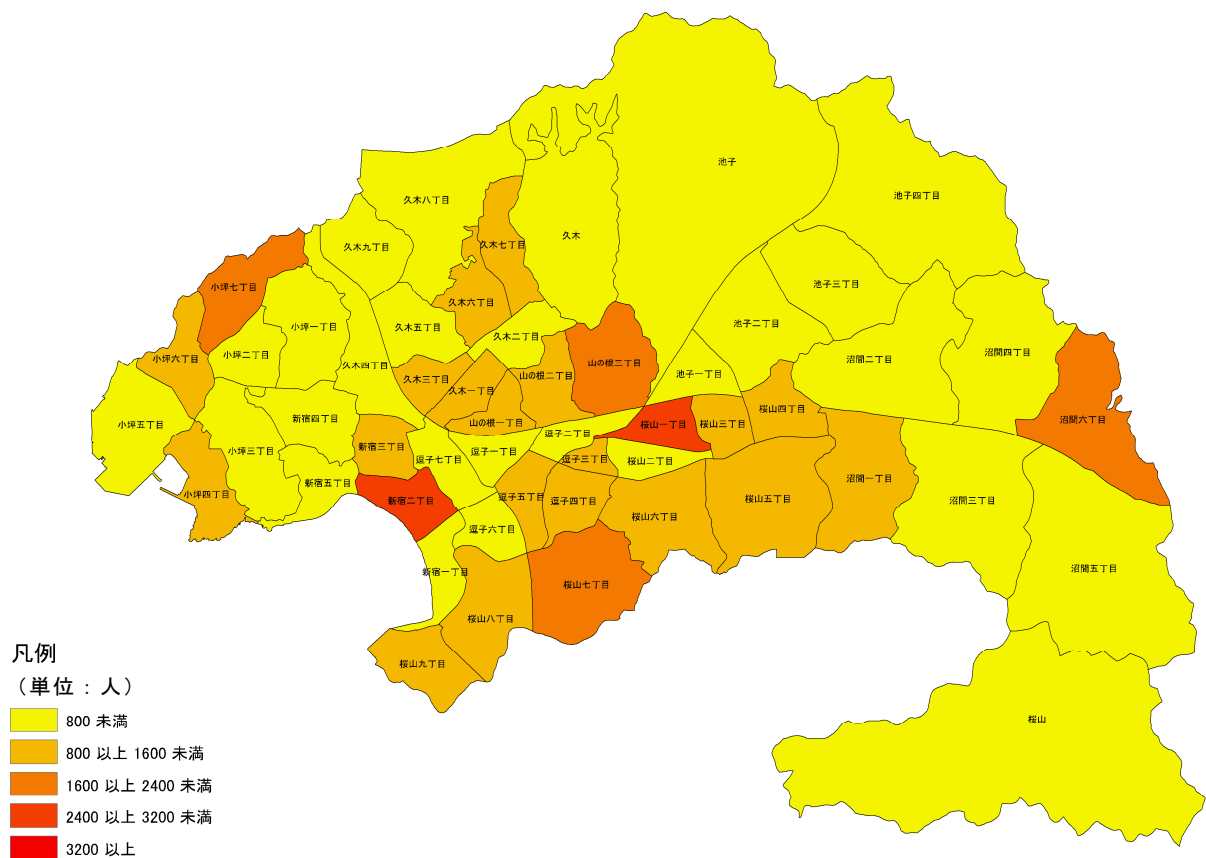 池子
池子四丁目
久木八丁目
久木
久木七丁目
久木九丁目
小坪七丁目
池子三丁目
久木六丁目
池子二丁目
小坪一丁目
久木五丁目
久木二丁目
小坪二丁目
小坪六丁目
沼間二丁目
沼間四丁目
山の根三丁目
久木四丁目
池子一丁目
山の根二丁目
久木三丁目
久木一丁目
桜山四丁目
新宿四丁目
沼間六丁目
小坪五丁目
山の根一丁目
桜山一丁目
桜山三丁目
逗子二丁目
新宿三丁目
小坪三丁目
逗子一丁目
逗子七丁目
逗子三丁目
桜山二丁目
沼間一丁目
新宿五丁目
小坪四丁目
新宿二丁目
逗子五丁目
逗子四丁目
桜山五丁目
沼間三丁目
桜山六丁目
逗子六丁目
沼間五丁目
新宿一丁目
桜山七丁目
桜山八丁目
桜山九丁目
桜山
凡例
（単位：人）
800 未満
800 以上 1600 未満
1600 以上 2400 未満
2400 以上 3200 未満
3200 以上